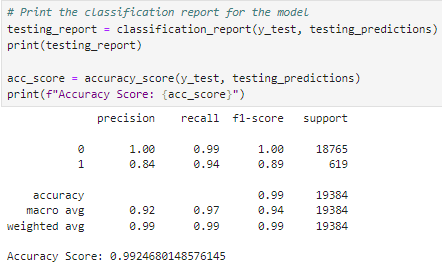 # Print the classification report for the model
testing_report = classification_report(y_test, testing_predictions)
print(testing_report)
acc_score = accuracy_score(y_test, testing_predictions)
print(f"Accuracy Score: {acc_score}")
precision recall f1-score support
0 1.00 0.99 1.00 18765
1 0.84 0.94 0.89 619
accuracy 0.99 19384
macro avg 0.92 0.97 0.94 19384
weighted avg 0.99 0.99 0.99 19384
Accuracy Score: 0.9924680148576145